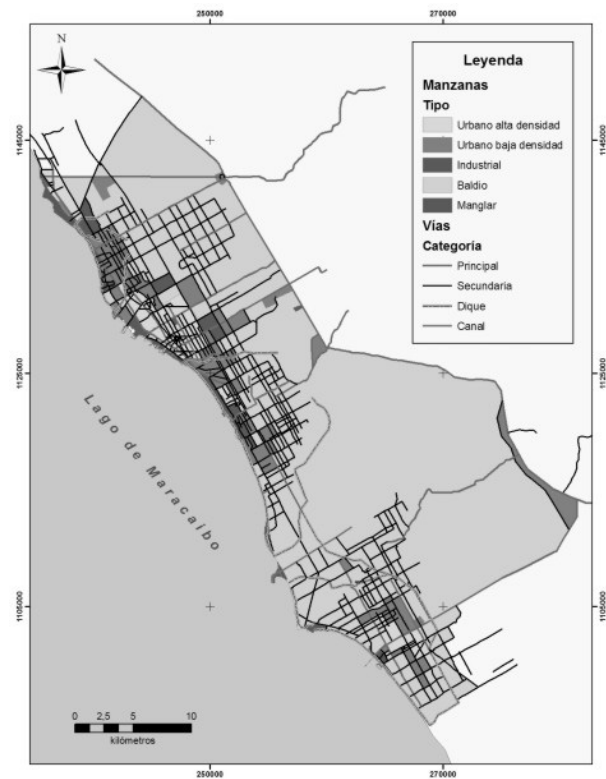 250000 270000
N
Leyenda
Manzanas
Tipo
Urbano alta densidad
Urbano baja densidad
Industrial
Baldio
Manglar
Vías
Categoría
Principal
Secundaria
Dique
Canal
1145000 1145000
1125000 1125000
Lago de Maracaibo
1105000 1105000
0 2,5 5 10
kilómetros
250000 270000